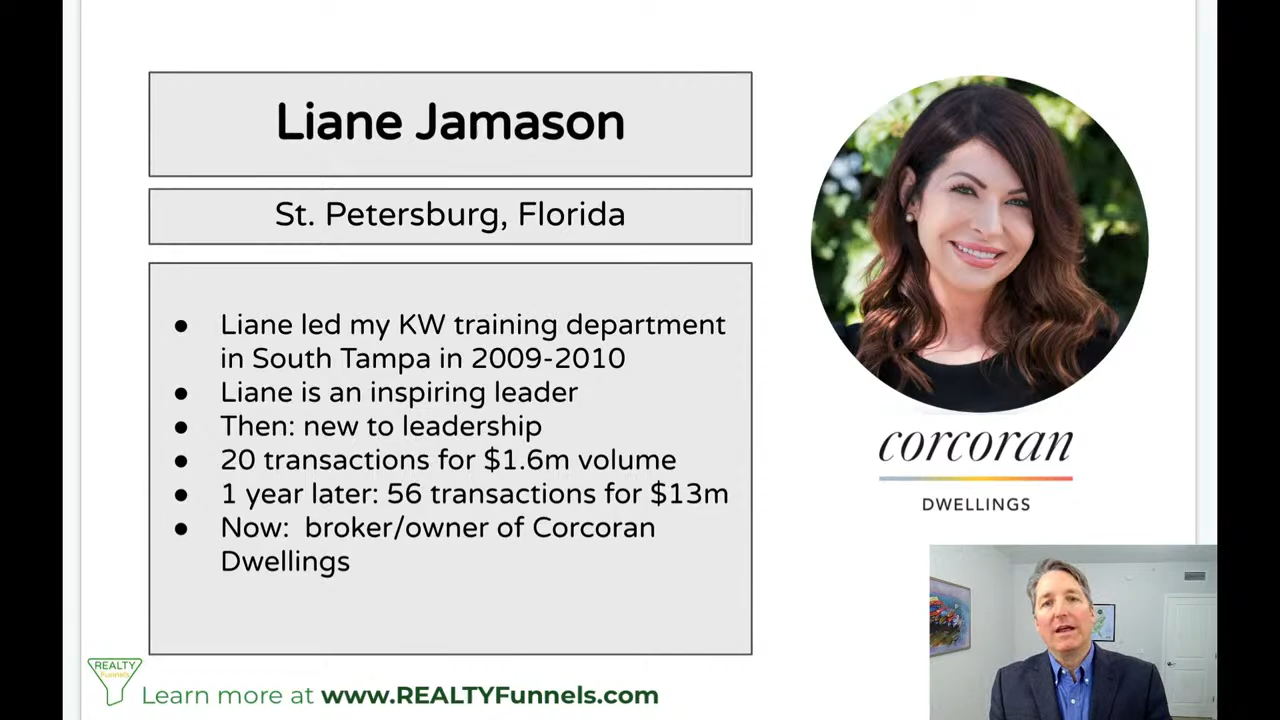 Liane Jamason
St. Petersburg, Florida
● Liane led my KW training department
in South Tampa in 2009-2010
● Liane is an inspiring leader
● Then: new to leadership
● 20 transactions for $1.6m volume
● 1 year later: 56 transactions for $13m
● Now:  broker/owner of Corcoran
Dwellings
corcoran
DWELLINGS
REALTY
Funnels
Learn more at www.REALTYFunnels.com